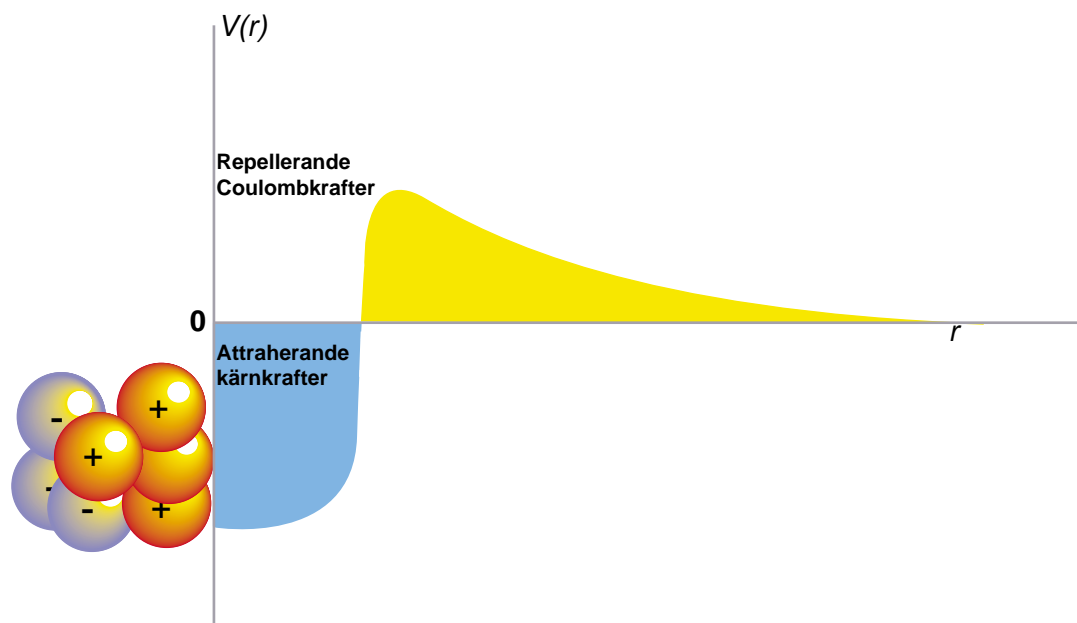 V(r)
Repellerande
Coulombkrafter
0
r
Attraherande
kärnkrafter
+
-
+
-
-
+